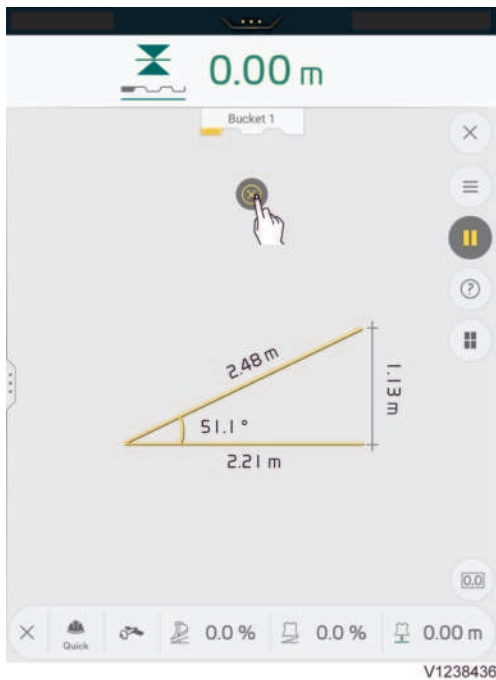 0.00 m
Bucket 1
2.48 m
1.13 m
51.1 °
2.21 m
0.0
Quick
0.0 %
0.0 %
0.00 m
V1238436